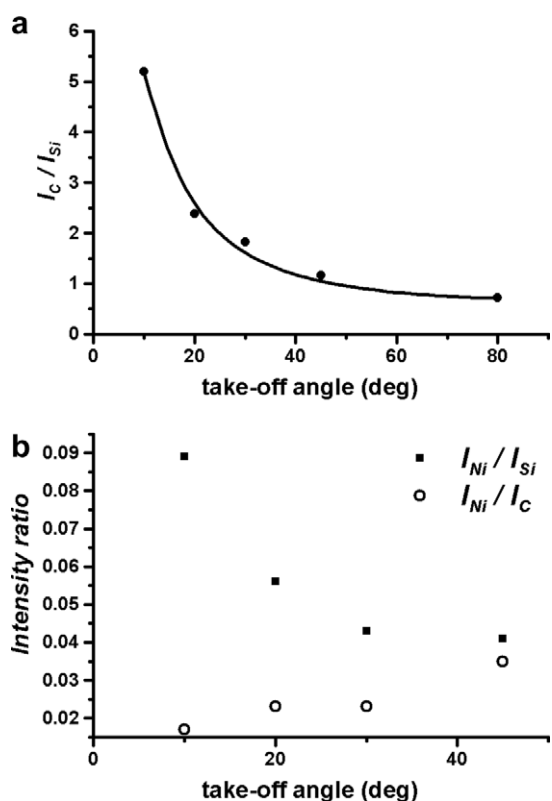 a
6
5
4
3
2
1
0
I_C / I_Si
0 20 40 60 80
take-off angle (deg)
b
0.09
0.08
0.07
0.06
0.05
0.04
0.03
0.02
Intensity ratio
I_Ni / I_Si
I_Ni / I_C
0 20 40
take-off angle (deg)